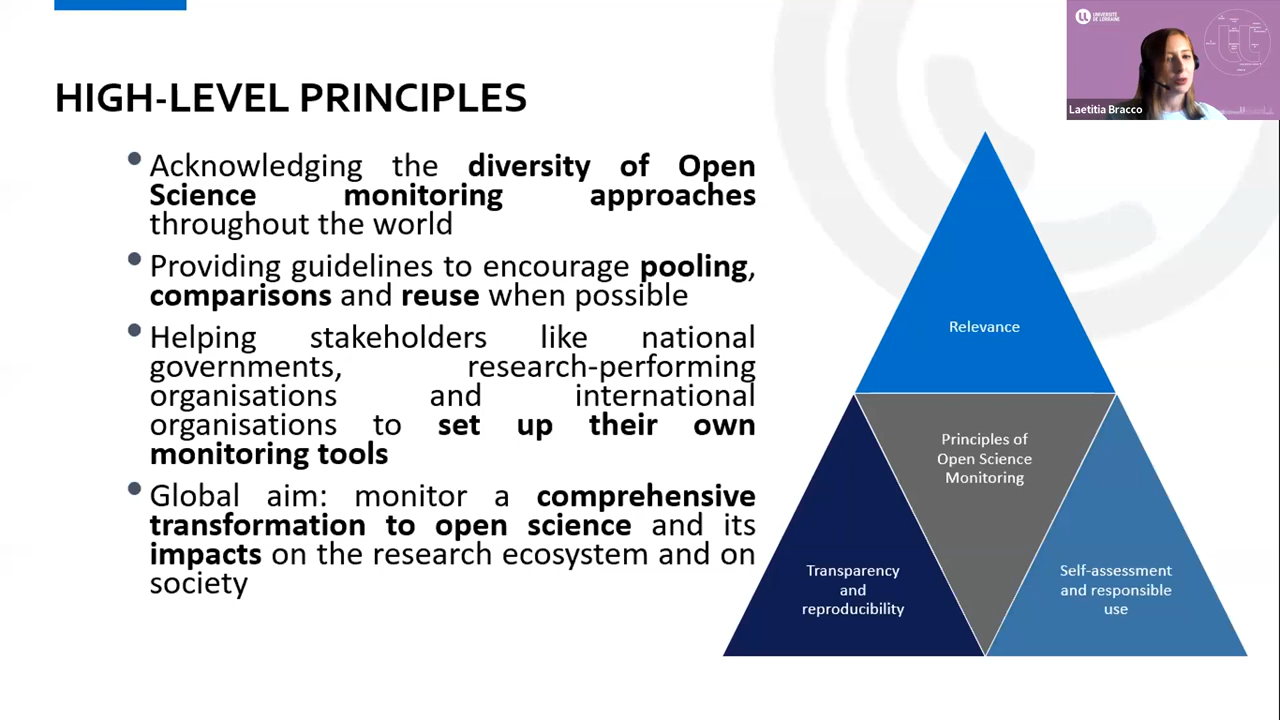 UNIVERSITÉ
DE LORRAINE
Laetitia Bracco
HIGH-LEVEL PRINCIPLES
Acknowledging the diversity of Open
Science monitoring approaches
throughout the world
Providing guidelines to encourage pooling,
comparisons and reuse when possible
Helping stakeholders like national
governments, research-performing
organisations and international
organisations to set up their own
monitoring tools
Global aim: monitor a comprehensive
transformation to open science and its
impacts on the research ecosystem and on
society
Relevance
Principles of
Open Science
Monitoring
Transparency
and
reproducibility
Self-assessment
and responsible
use